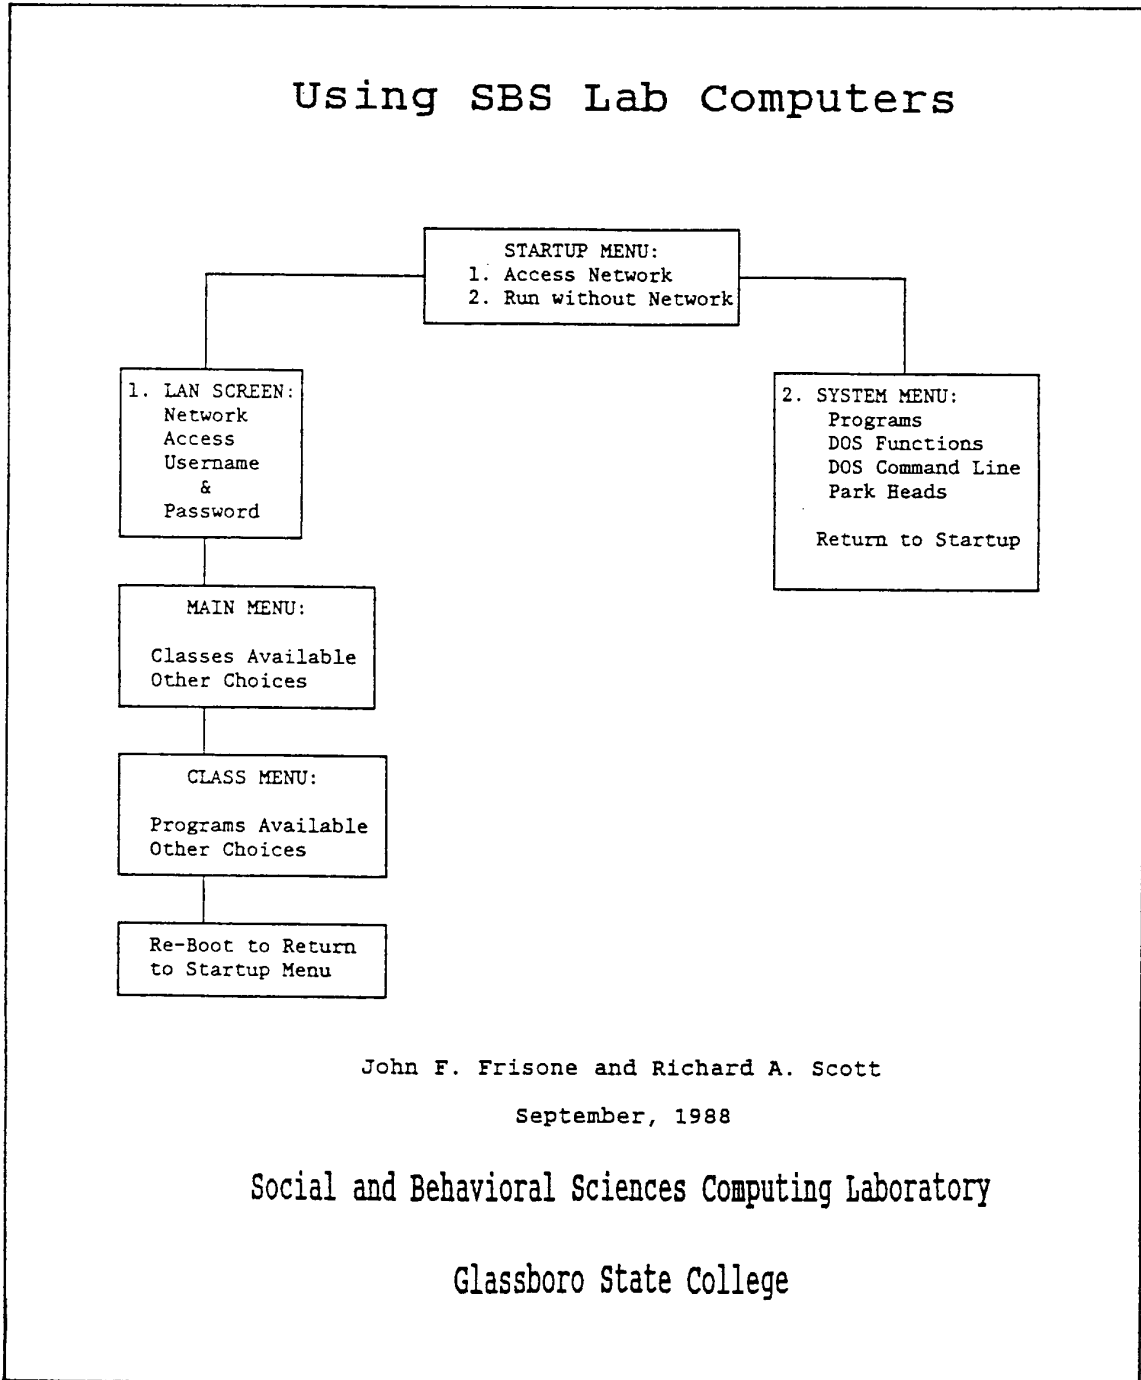 Using SBS Lab Computers
STARTUP MENU:
1. Access Network
2. Run without Network
1. LAN SCREEN:
Network
Access
Username
&
Password
2. SYSTEM MENU:
Programs
DOS Functions
DOS Command Line
Park Heads
Return to Startup
MAIN MENU:
Classes Available
Other Choices
CLASS MENU:
Programs Available
Other Choices
Re-Boot to Return
to Startup Menu
John F. Frisone and Richard A. Scott
September, 1988
Social and Behavioral Sciences Computing Laboratory
Glassboro State College